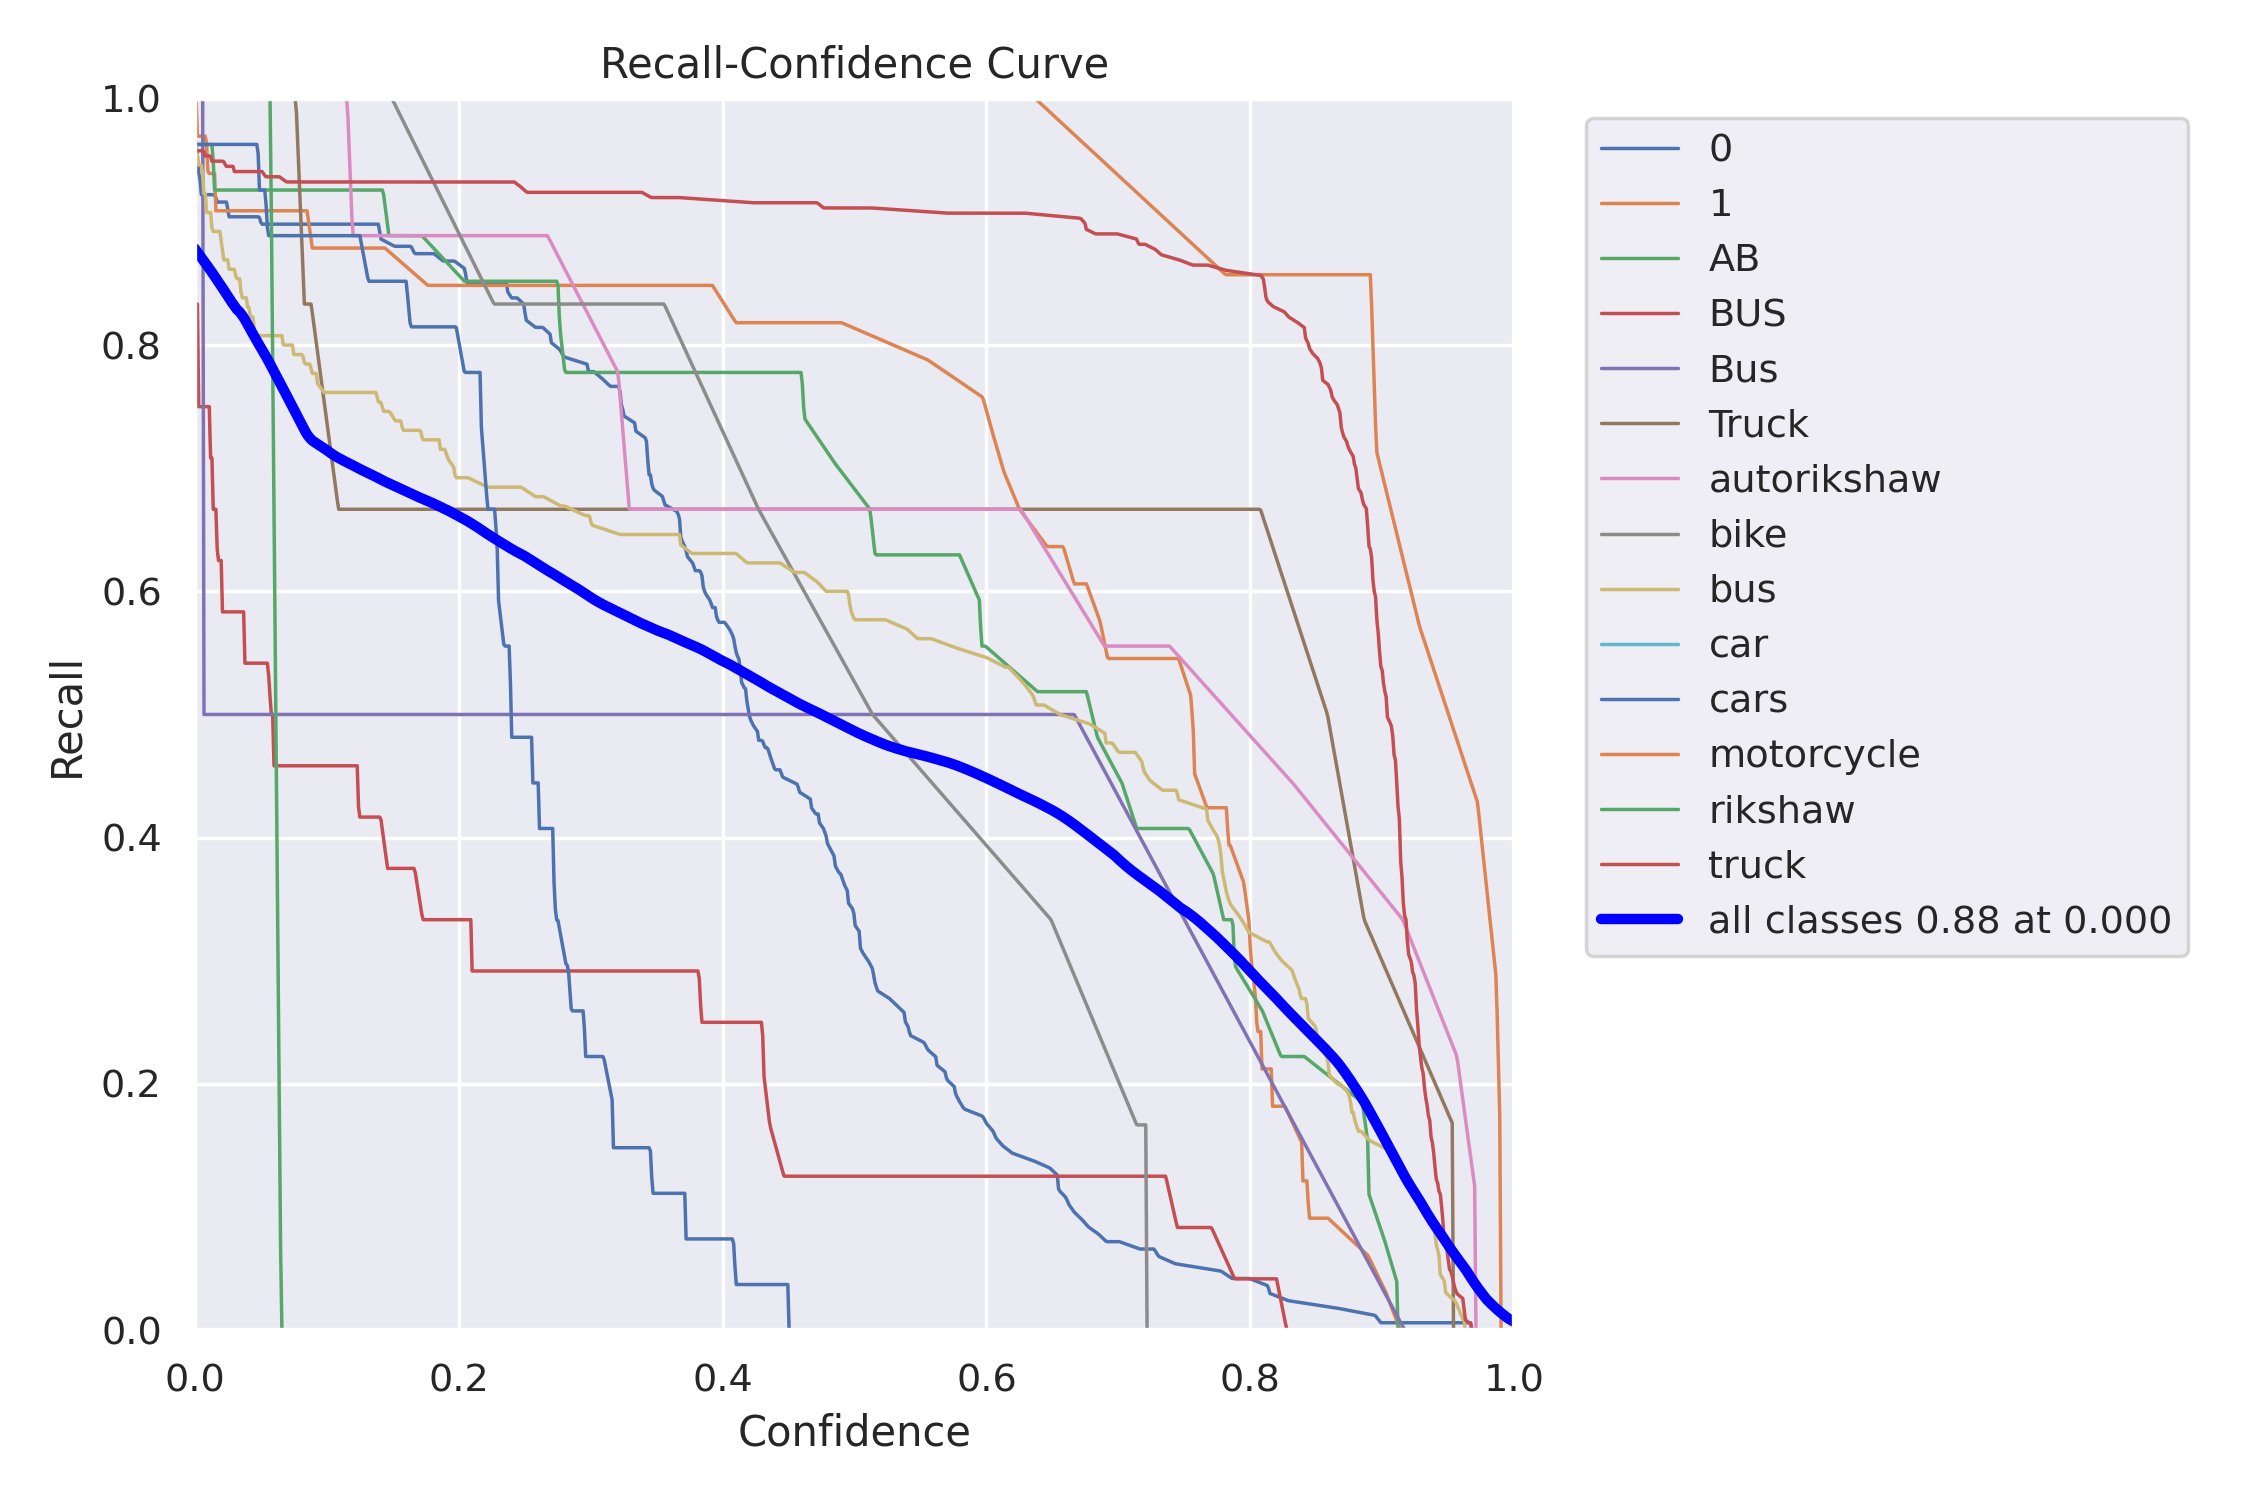 Recall-Confidence Curve
1.0
0.8
0.6
0.4
0.2
0.0
Recall
0.0 0.2 0.4 0.6 0.8 1.0
Confidence
0
1
AB
BUS
Bus
Truck
autorikshaw
bike
bus
car
cars
motorcycle
rikshaw
truck
all classes 0.88 at 0.000